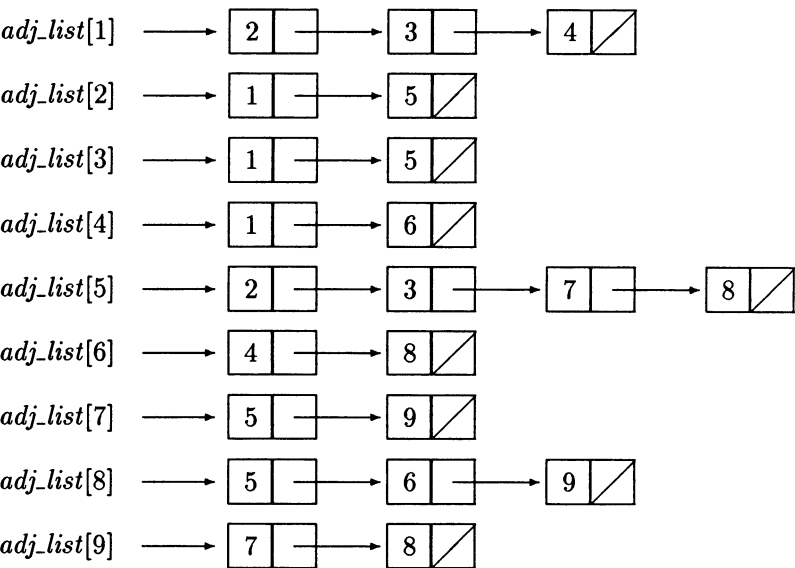 adj_list[1] 2 3 4
adj_list[2] 1 5
adj_list[3] 1 5
adj_list[4] 1 6
adj_list[5] 2 3 7 8
adj_list[6] 4 8
adj_list[7] 5 9
adj_list[8] 5 6 9
adj_list[9] 7 8